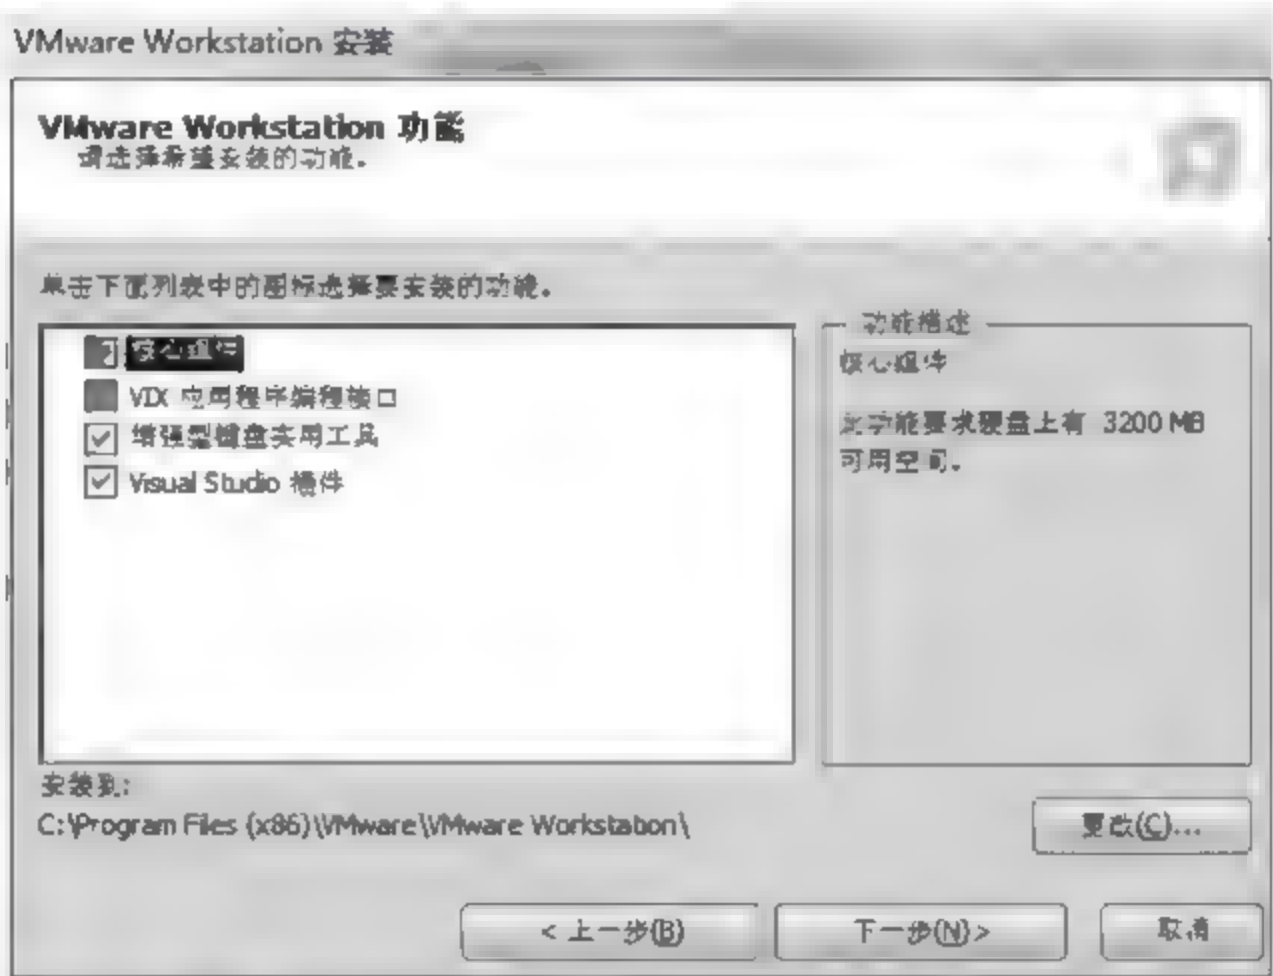 VMware Workstation 安装
VMware Workstation 功能
请选择希望安装的功能。
单击下面列表中的图标选择要安装的功能。
核心组件
VIX 应用程序编程接口
增强型键盘实用工具
Visual Studio 插件
功能描述
核心组件
此功能要求硬盘上有 3200 MB
可用空间。
安装到:
C:\Program Files (x86)\VMware\VMware Workstation\
更改(C)...
< 上一步(B)
下一步(N) >
取消